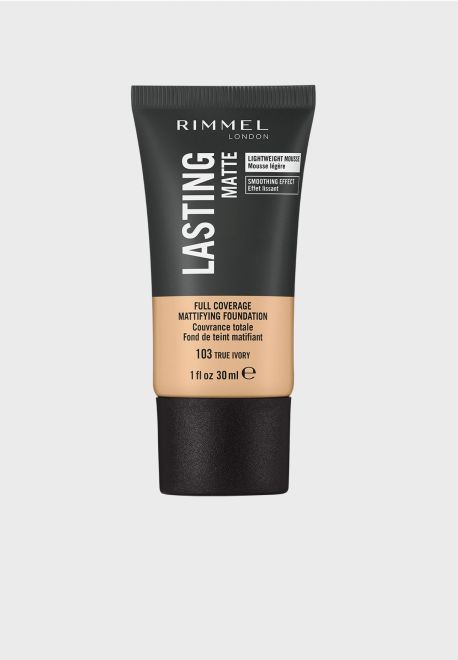 RIMMEL
LONDON
LASTING
MATTE
LIGHTWEIGHT MOUSSE
Mousse légère
SMOOTHING EFFECT
Effet lissant
FULL COVERAGE
MATTIFYING FOUNDATION
Couvrance totale
Fond de teint matifiant
103 TRUE IVORY
1 fl oz 30 ml ℮